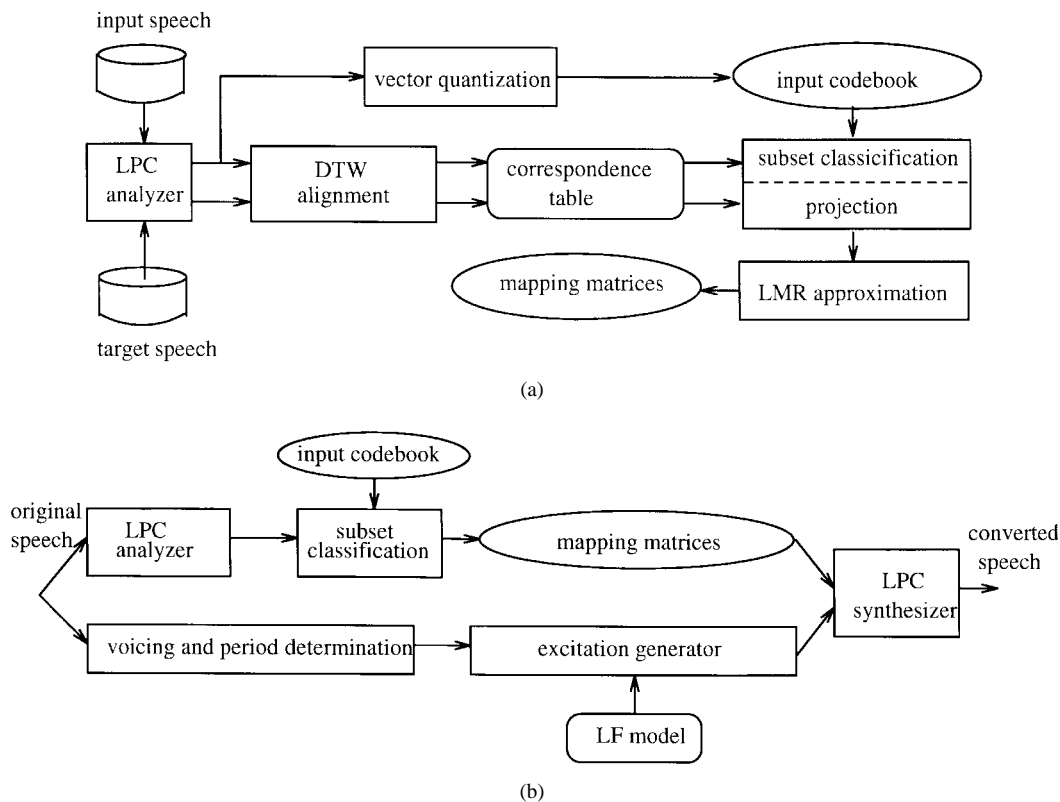 input speech
vector quantization
input codebook
LPC
analyzer
DTW
alignment
correspondence
table
subset classicification
projection
mapping matrices
LMR approximation
target speech
(a)
input codebook
original
speech
LPC
analyzer
subset
classification
mapping matrices
converted
speech
LPC
synthesizer
voicing and period determination
excitation generator
LF model
(b)